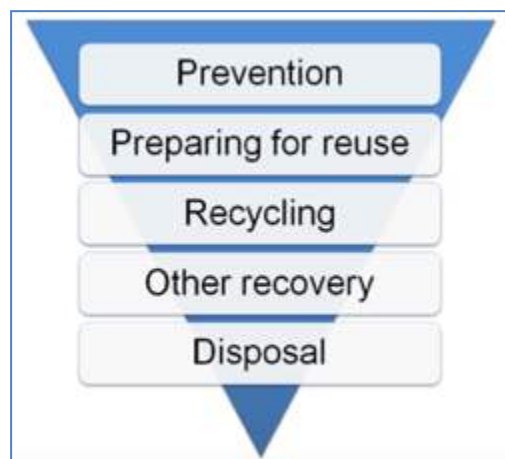 Prevention
Preparing for reuse
Recycling
Other recovery
Disposal